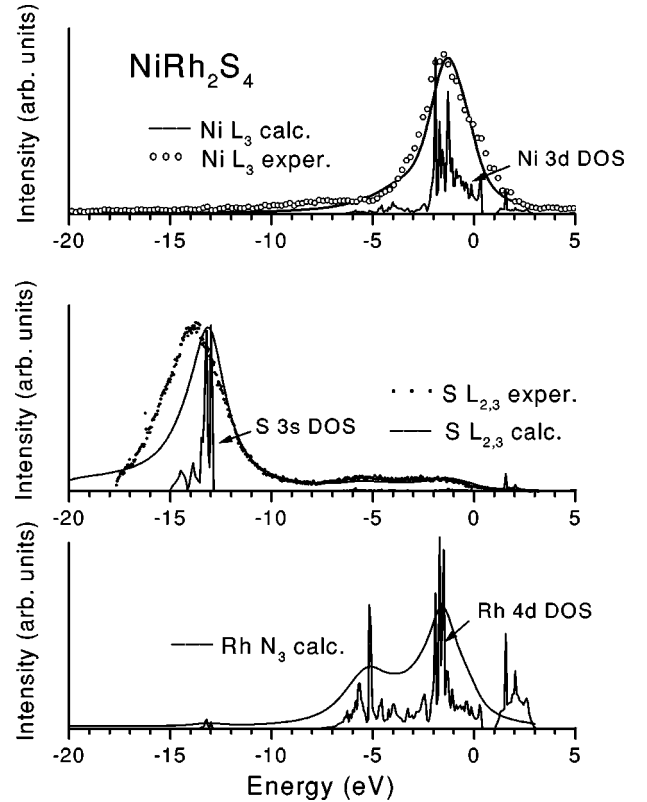 NiRh₂S₄
Intensity (arb. units)
Ni L₃ calc.
Ni L₃ exper.
Ni 3d DOS
-20 -15 -10 -5 0 5
Intensity (arb. units)
S L₂,₃ exper.
S 3s DOS
S L₂,₃ calc.
-20 -15 -10 -5 0 5
Intensity (arb. units)
Rh 4d DOS
Rh N₃ calc.
-20 -15 -10 -5 0 5
Energy (eV)